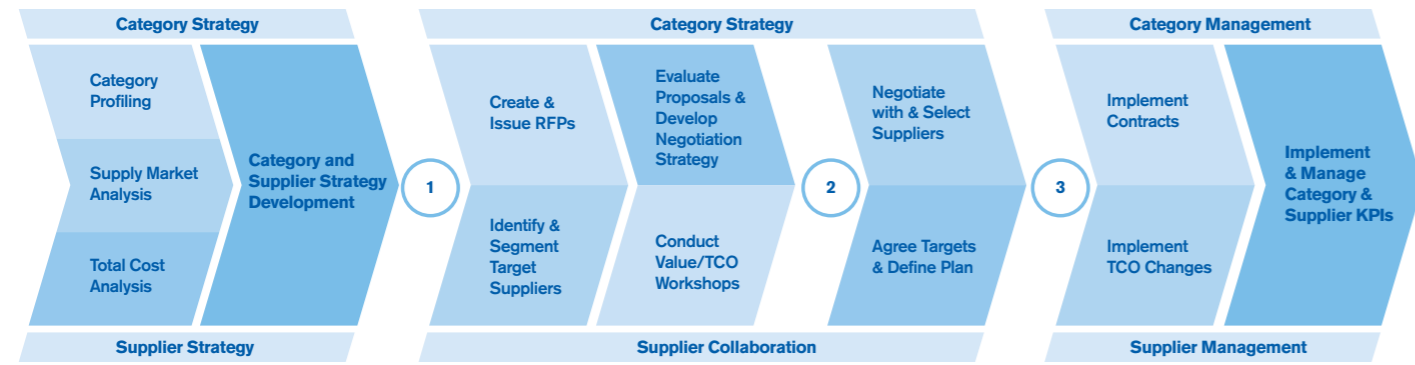 Category Strategy
Category
Profiling
Supply Market
Analysis
Total Cost
Analysis
Category and
Supplier Strategy
Development
Supplier Strategy
1
Category Strategy
Create &
Issue RFPs
Identify &
Segment
Target
Suppliers
Evaluate
Proposals &
Develop
Negotiation
Strategy
Conduct
Value/TCO
Workshops
2
Negotiate
with & Select
Suppliers
Agree Targets
& Define Plan
Supplier Collaboration
3
Category Management
Implement
Contracts
Implement
TCO Changes
Implement
& Manage
Category &
Supplier KPIs
Supplier Management